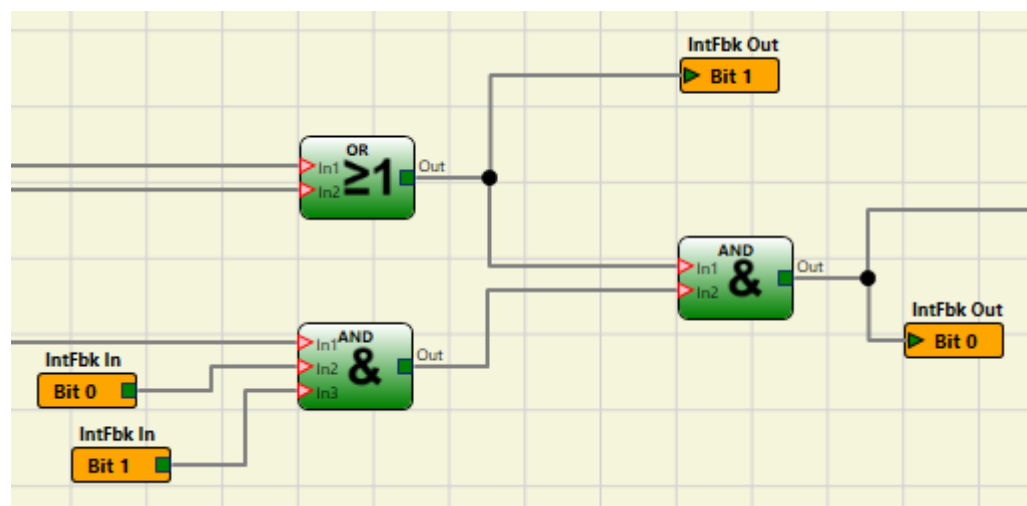 IntFbk Out
Bit 1
OR
In1
≥1
Out
In2
AND
In1
&
Out
In2
IntFbk Out
Bit 0
AND
In1
Out
IntFbk In
In2
&
Bit 0
In3
IntFbk In
Bit 1